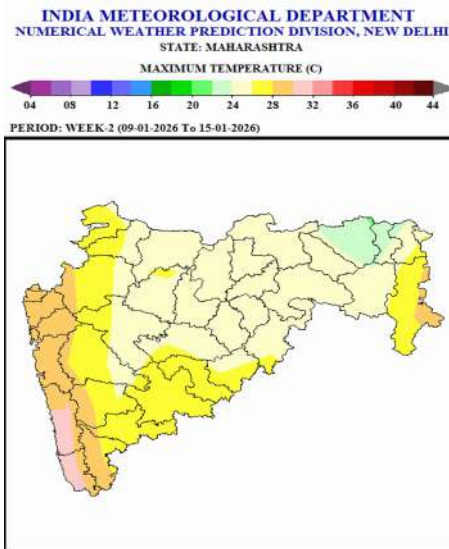 INDIA METEOROLOGICAL DEPARTMENT
NUMERICAL WEATHER PREDICTION DIVISION, NEW DELHI
STATE: MAHARASHTRA
MAXIMUM TEMPERATURE (C)
04 08 12 16 20 24 28 32 36 40 44
PERIOD: WEEK-2 (09-01-2026 To 15-01-2026)